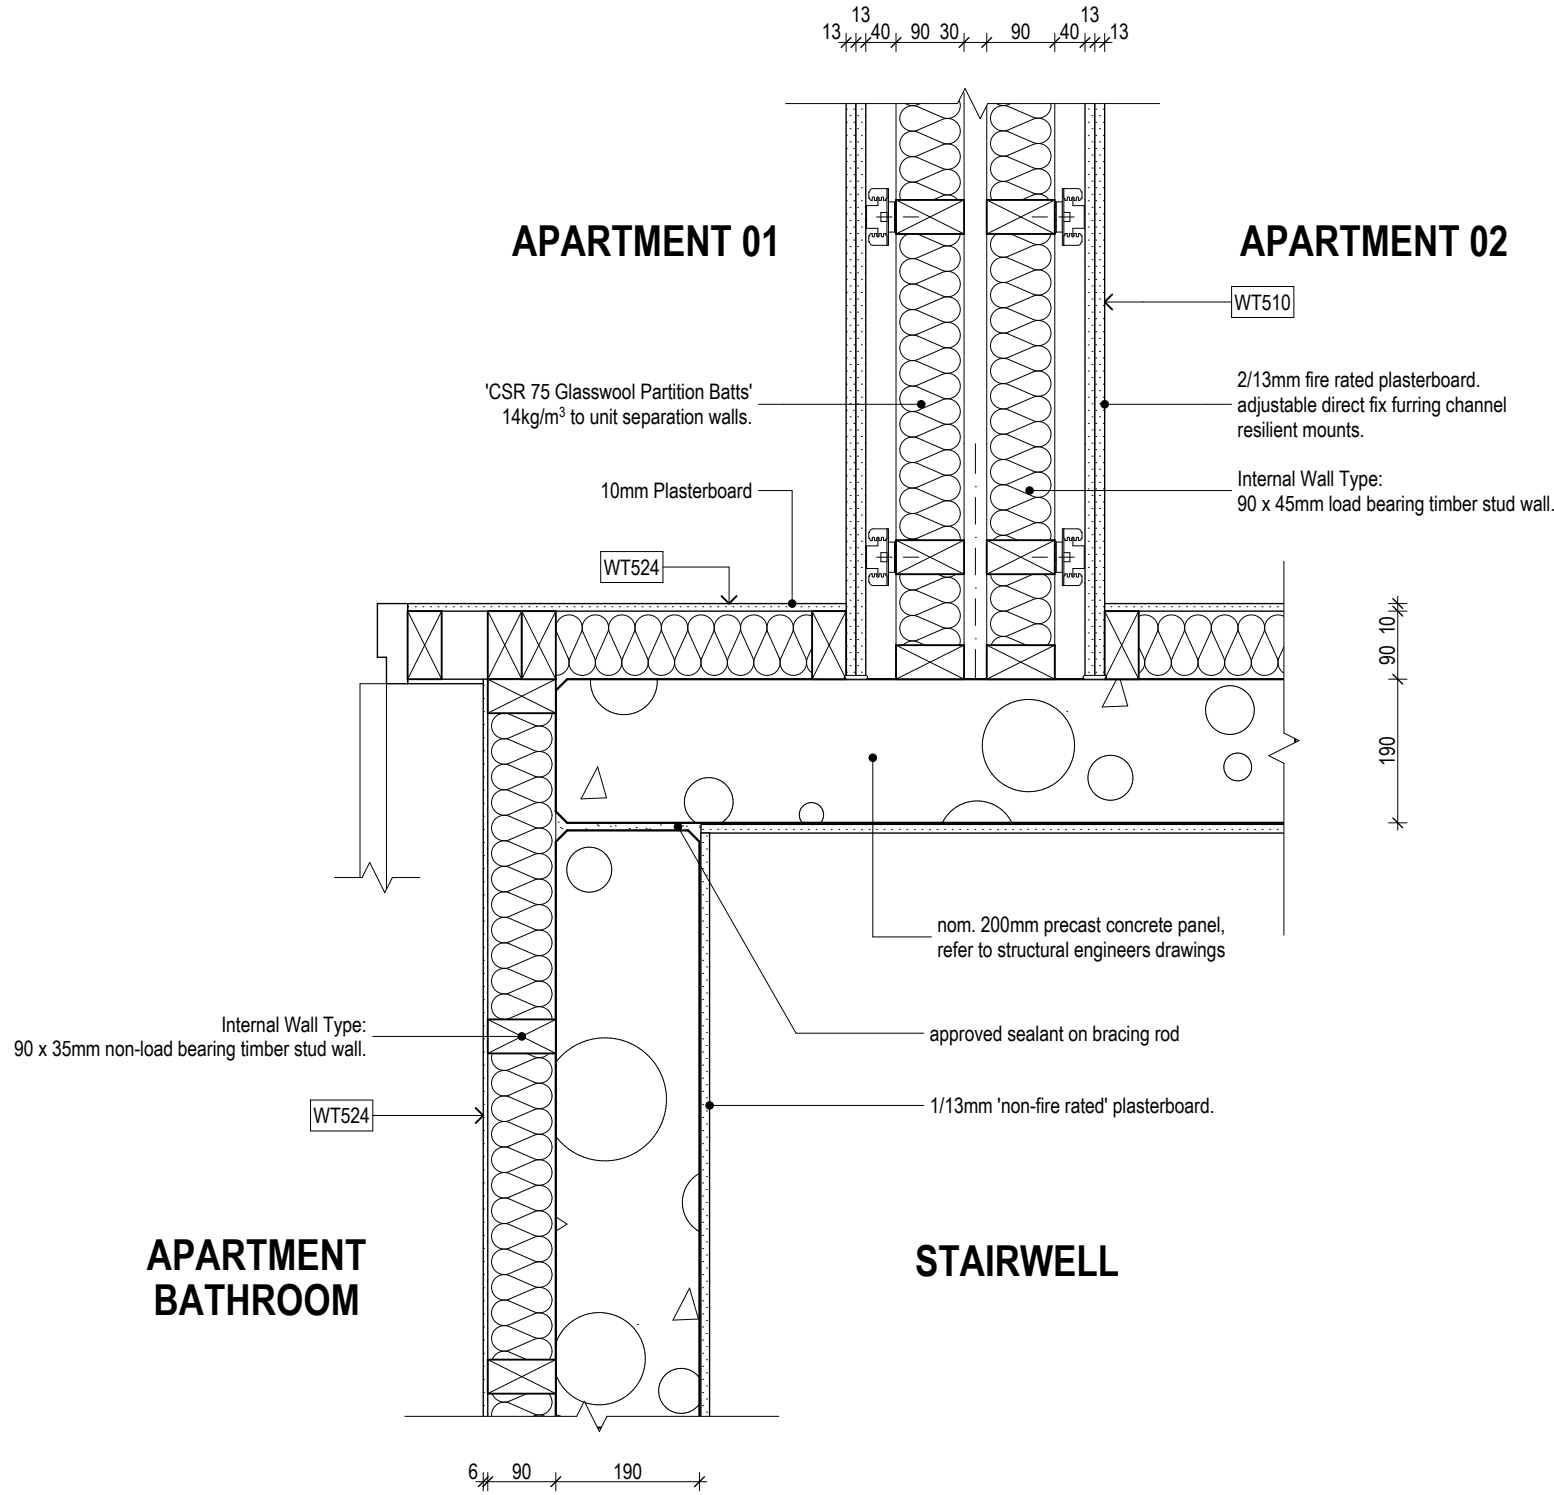 13
13
13 40 90 30 90 40 13
APARTMENT 01
APARTMENT 02
WT510
'CSR 75 Glasswool Partition Batts'
14kg/m³ to unit separation walls.
2/13mm fire rated plasterboard.
adjustable direct fix furring channel
resilient mounts.
10mm Plasterboard
Internal Wall Type:
90 x 45mm load bearing timber stud wall.
WT524
10
90
190
nom. 200mm precast concrete panel,
refer to structural engineers drawings
Internal Wall Type:
90 x 35mm non-load bearing timber stud wall.
approved sealant on bracing rod
WT524
1/13mm 'non-fire rated' plasterboard.
APARTMENT
BATHROOM
STAIRWELL
6 90 190